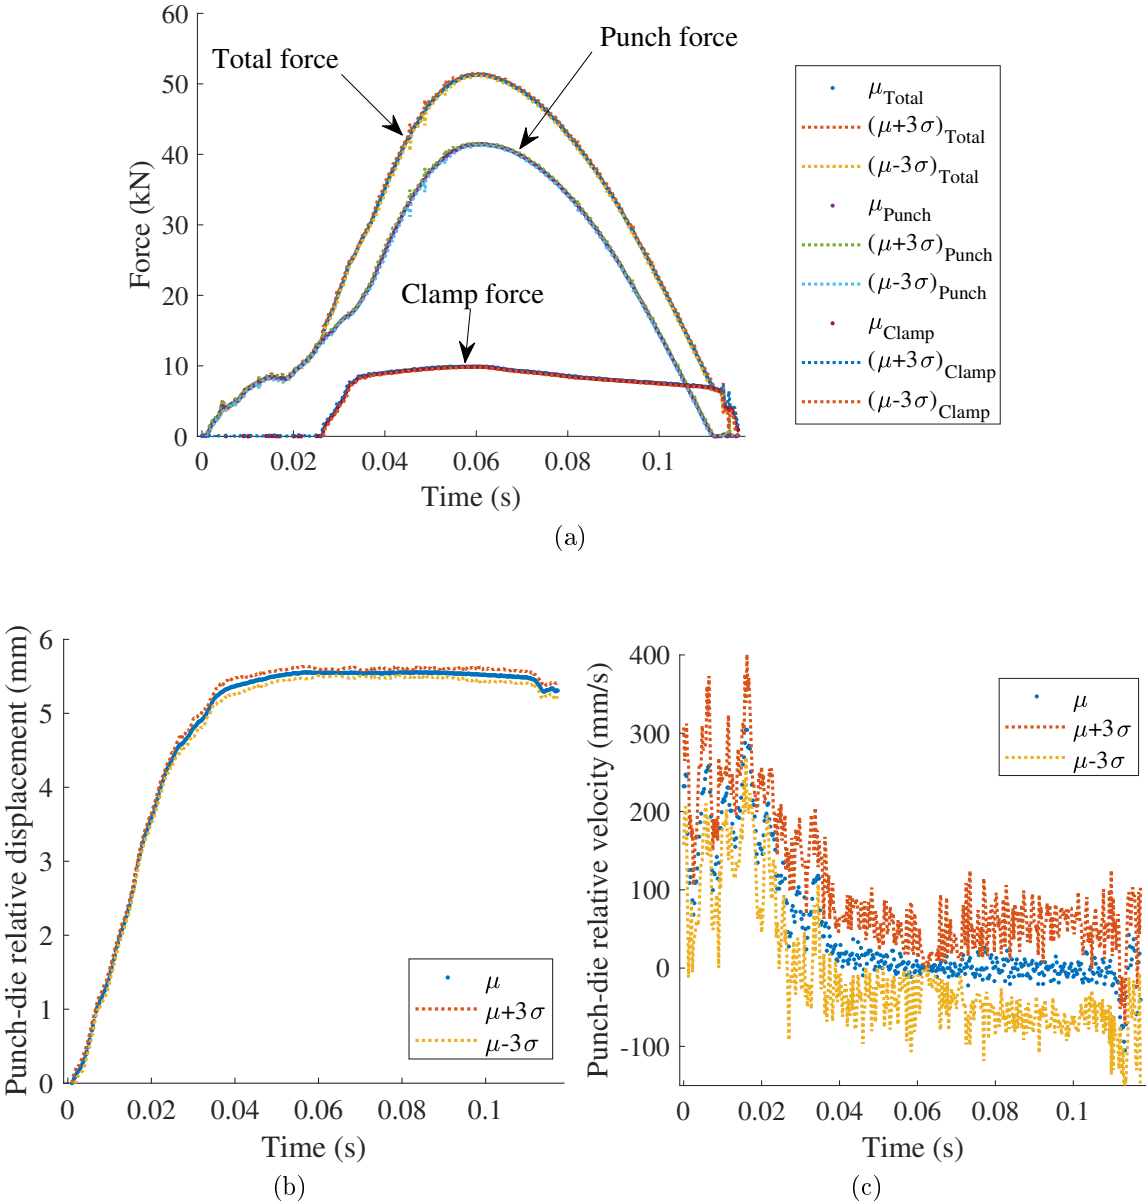 60
50
40
30
20
10
0
Force (kN)
Total force
Punch force
Clamp force
0 0.02 0.04 0.06 0.08 0.1
Time (s)
μTotal
(μ+3σ)Total
(μ-3σ)Total
μPunch
(μ+3σ)Punch
(μ-3σ)Punch
μClamp
(μ+3σ)Clamp
(μ-3σ)Clamp
(a)
6
5
4
3
2
1
0
Punch-die relative displacement (mm)
μ
μ+3σ
μ-3σ
0 0.02 0.04 0.06 0.08 0.1
Time (s)
(b)
400
300
200
100
0
-100
Punch-die relative velocity (mm/s)
μ
μ+3σ
μ-3σ
0 0.02 0.04 0.06 0.08 0.1
Time (s)
(c)